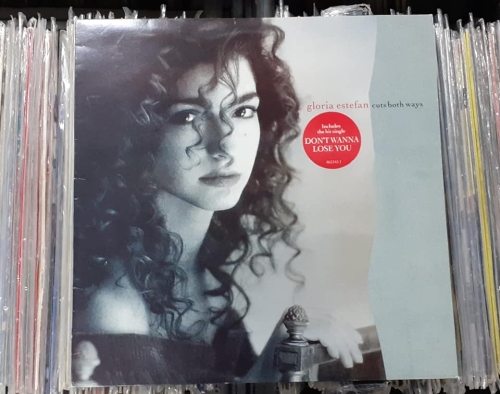 gloria estefan cuts both ways
Includes
the hit single
DON'T WANNA
LOSE YOU